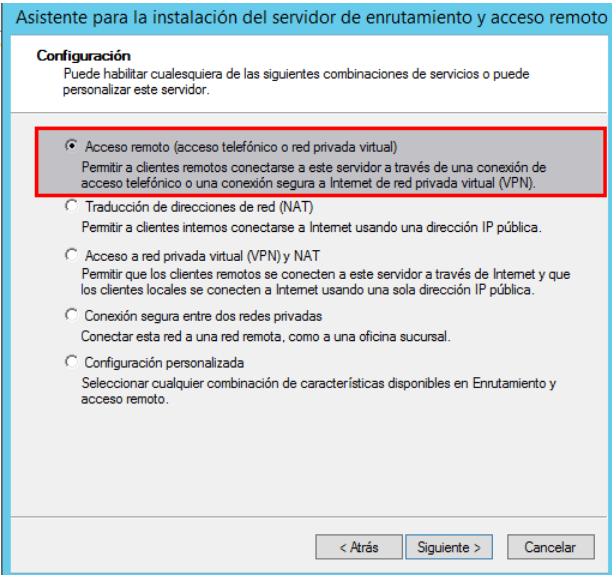 Asistente para la instalación del servidor de enrutamiento y acceso remoto
Configuración
Puede habilitar cualesquiera de las siguientes combinaciones de servicios o puede
personalizar este servidor.
Acceso remoto (acceso telefónico o red privada virtual)
Permitir a clientes remotos conectarse a este servidor a través de una conexión de
acceso telefónico o una conexión segura a Internet de red privada virtual (VPN).
Traducción de direcciones de red (NAT)
Permitir a clientes internos conectarse a Internet usando una dirección IP pública.
Acceso a red privada virtual (VPN) y NAT
Permitir que los clientes remotos se conecten a este servidor a través de Internet y que
los clientes locales se conecten a Internet usando una sola dirección IP pública.
Conexión segura entre dos redes privadas
Conectar esta red a una red remota, como a una oficina sucursal.
Configuración personalizada
Seleccionar cualquier combinación de características disponibles en Enrutamiento y
acceso remoto.
< Atrás
Siguiente >
Cancelar